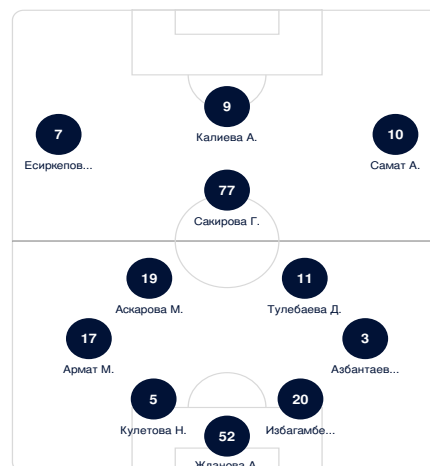 9
Калиева А.
7
Есиркепов...
10
Самат А.
77
Сакирова Г.
19
Аскарова М.
11
Тулебаева Д.
17
Армат М.
3
Азбантаев...
5
Кулетова Н.
20
Избагамбе...
52
Жданова А.